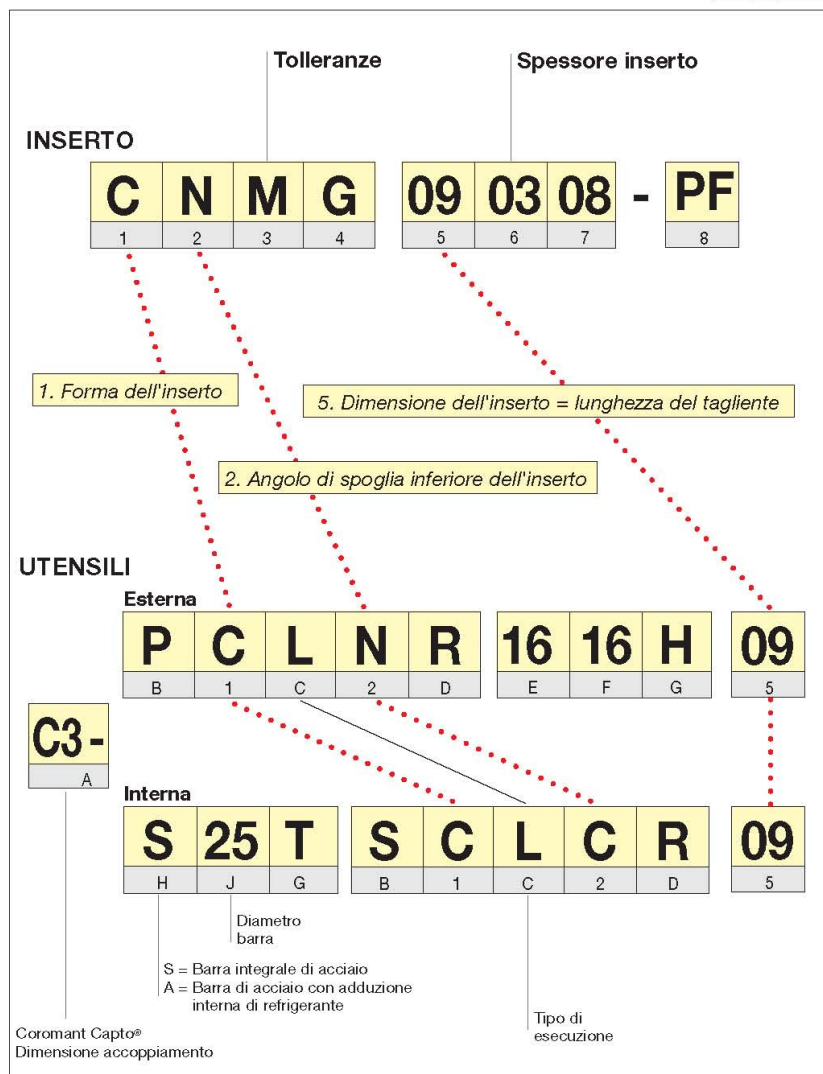 Tolleranze
Spessore inserto
INSERTO
C N M G 09 03 08 - PF
1 2 3 4 5 6 7 8
1. Forma dell'inserto
5. Dimensione dell'inserto = lunghezza del tagliente
2. Angolo di spoglia inferiore dell'inserto
UTENSILI
Esterna
P C L N R 16 16 H 09
B 1 C 2 D E F G 5
C3 -
A
Interna
S 25 T S C L C R 09
H J G B 1 C 2 D 5
Diametro
barra
S = Barra integrale di acciaio
A = Barra di acciaio con adduzione
interna di refrigerante
Tipo di
esecuzione
Coromant Capto®
Dimensione accoppiamento